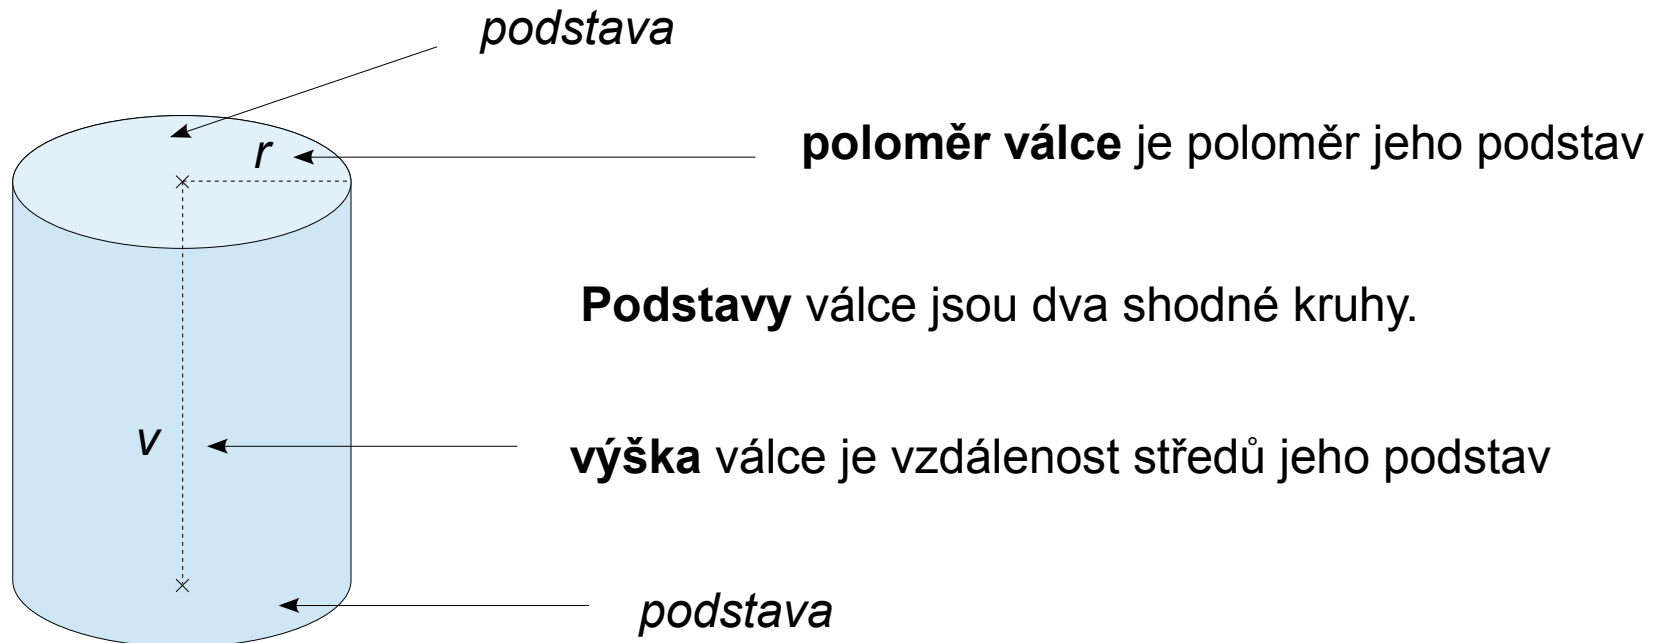 podstava
r
poloměr válce je poloměr jeho podstav
Podstavy válce jsou dva shodné kruhy.
v
výška válce je vzdálenost středů jeho podstav
podstava